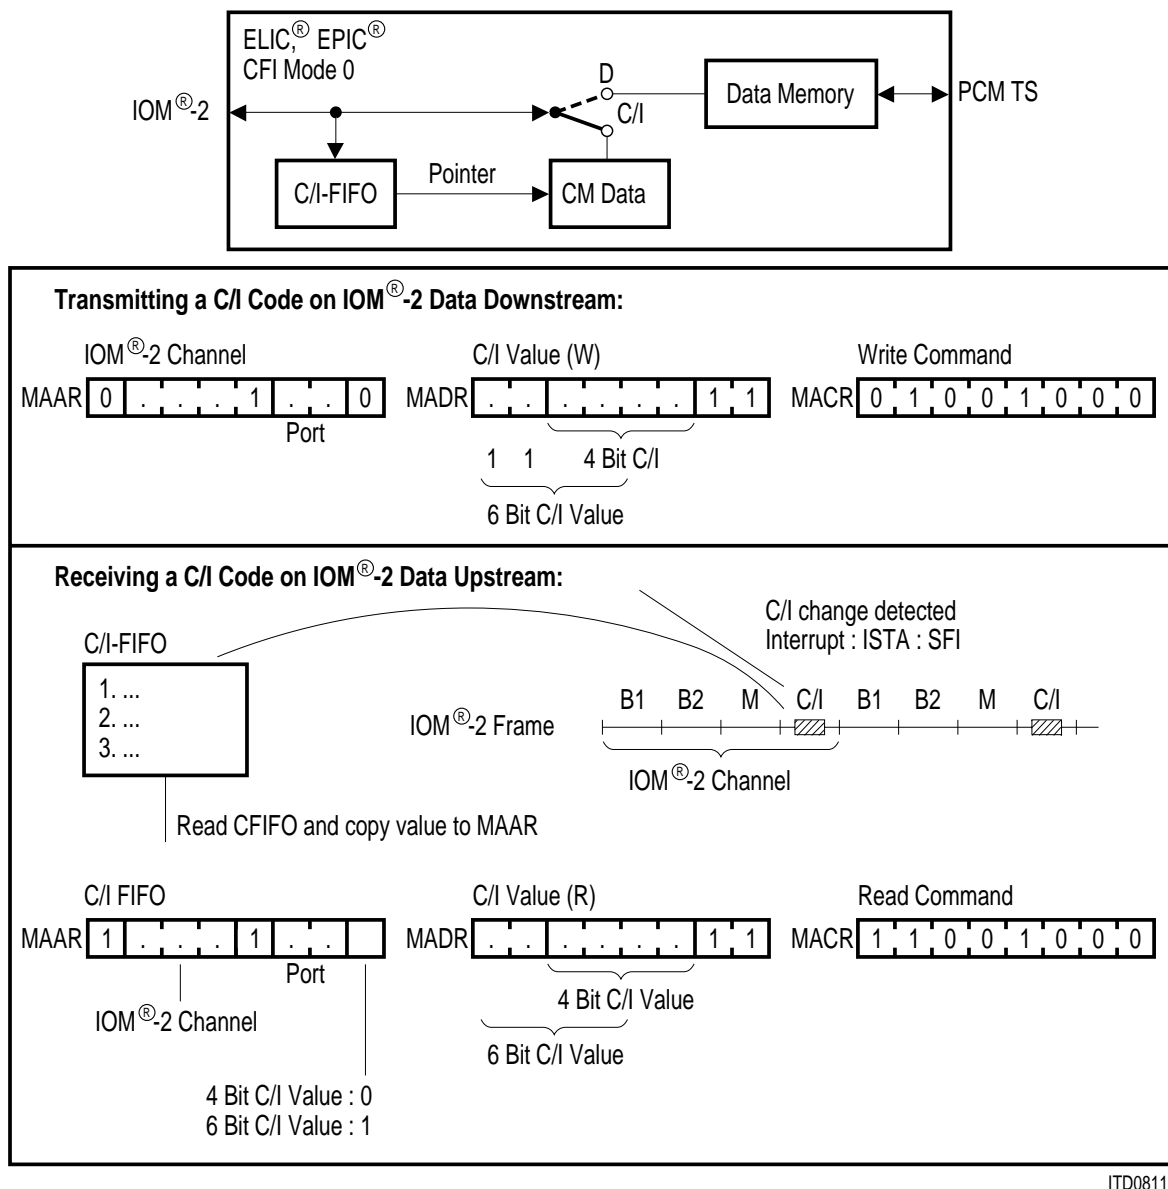 ELIC,® EPIC®
CFI Mode 0
IOM®-2
D
C/I
Data Memory
PCM TS
C/I-FIFO
Pointer
CM Data
Transmitting a C/I Code on IOM®-2 Data Downstream:
IOM®-2 Channel
C/I Value (W)
Write Command
MAAR 0 . . . 1 . . 0
MADR . . . . . . 1 1
MACR 0 1 0 0 1 0 0 0
Port
1 1 4 Bit C/I
6 Bit C/I Value
Receiving a C/I Code on IOM®-2 Data Upstream:
C/I change detected
Interrupt : ISTA : SFI
C/I-FIFO
1. ...
2. ...
3. ...
B1 B2 M C/I B1 B2 M C/I
IOM®-2 Frame
IOM®-2 Channel
Read CFIFO and copy value to MAAR
C/I FIFO
C/I Value (R)
Read Command
MAAR 1 . . . 1 . .
MADR . . . . . . 1 1
MACR 1 1 0 0 1 0 0 0
Port
4 Bit C/I Value
IOM®-2 Channel
6 Bit C/I Value
4 Bit C/I Value : 0
6 Bit C/I Value : 1
ITD0811